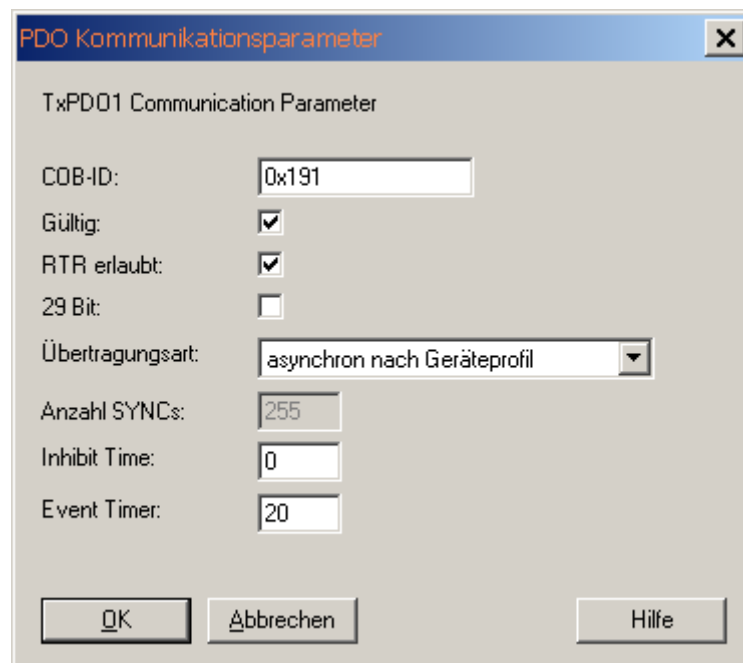 PDO Kommunikationsparameter
TxPDO1 Communication Parameter
COB-ID: 0x191
Gültig:
RTR erlaubt:
29 Bit:
Übertragungsart: asynchron nach Geräteprofil
Anzahl SYNCs: 255
Inhibit Time: 0
Event Timer: 20
OK Abbrechen Hilfe